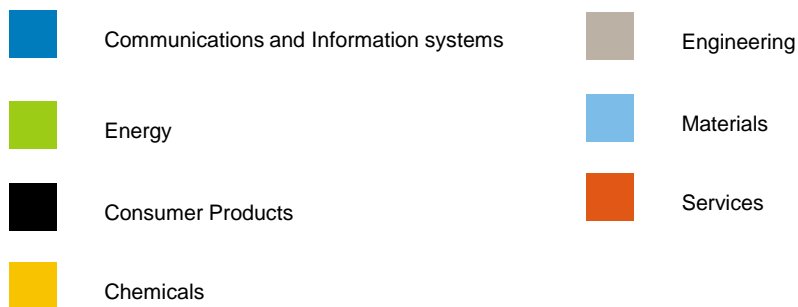 Communications and Information systems
Energy
Consumer Products
Chemicals
Engineering
Materials
Services